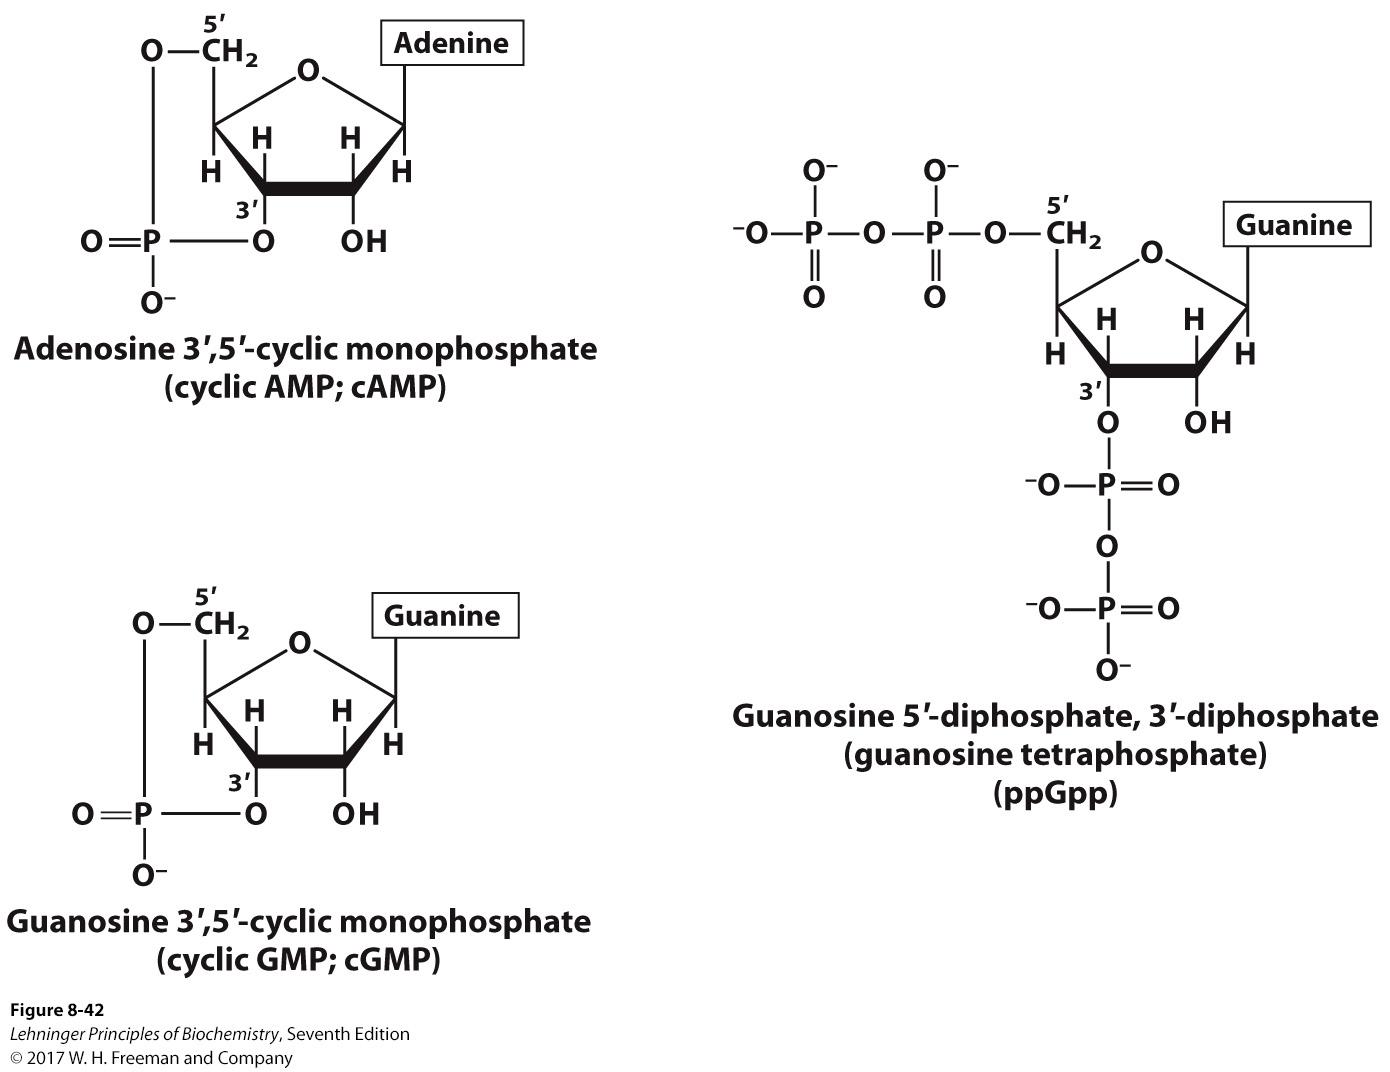 5′
O—CH₂
Adenine
O
H H
H H
3′
O=P—O OH
O⁻
Adenosine 3′,5′-cyclic monophosphate
(cyclic AMP; cAMP)
O⁻ O⁻
5′
⁻O—P—O—P—O—CH₂
Guanine
O
O O
H H
H H
3′
O OH
⁻O—P=O
O
⁻O—P=O
O⁻
Guanosine 5′-diphosphate, 3′-diphosphate
(guanosine tetraphosphate)
(ppGpp)
5′
O—CH₂
Guanine
O
H H
H H
3′
O=P—O OH
O⁻
Guanosine 3′,5′-cyclic monophosphate
(cyclic GMP; cGMP)
Figure 8-42
Lehninger Principles of Biochemistry, Seventh Edition
© 2017 W. H. Freeman and Company